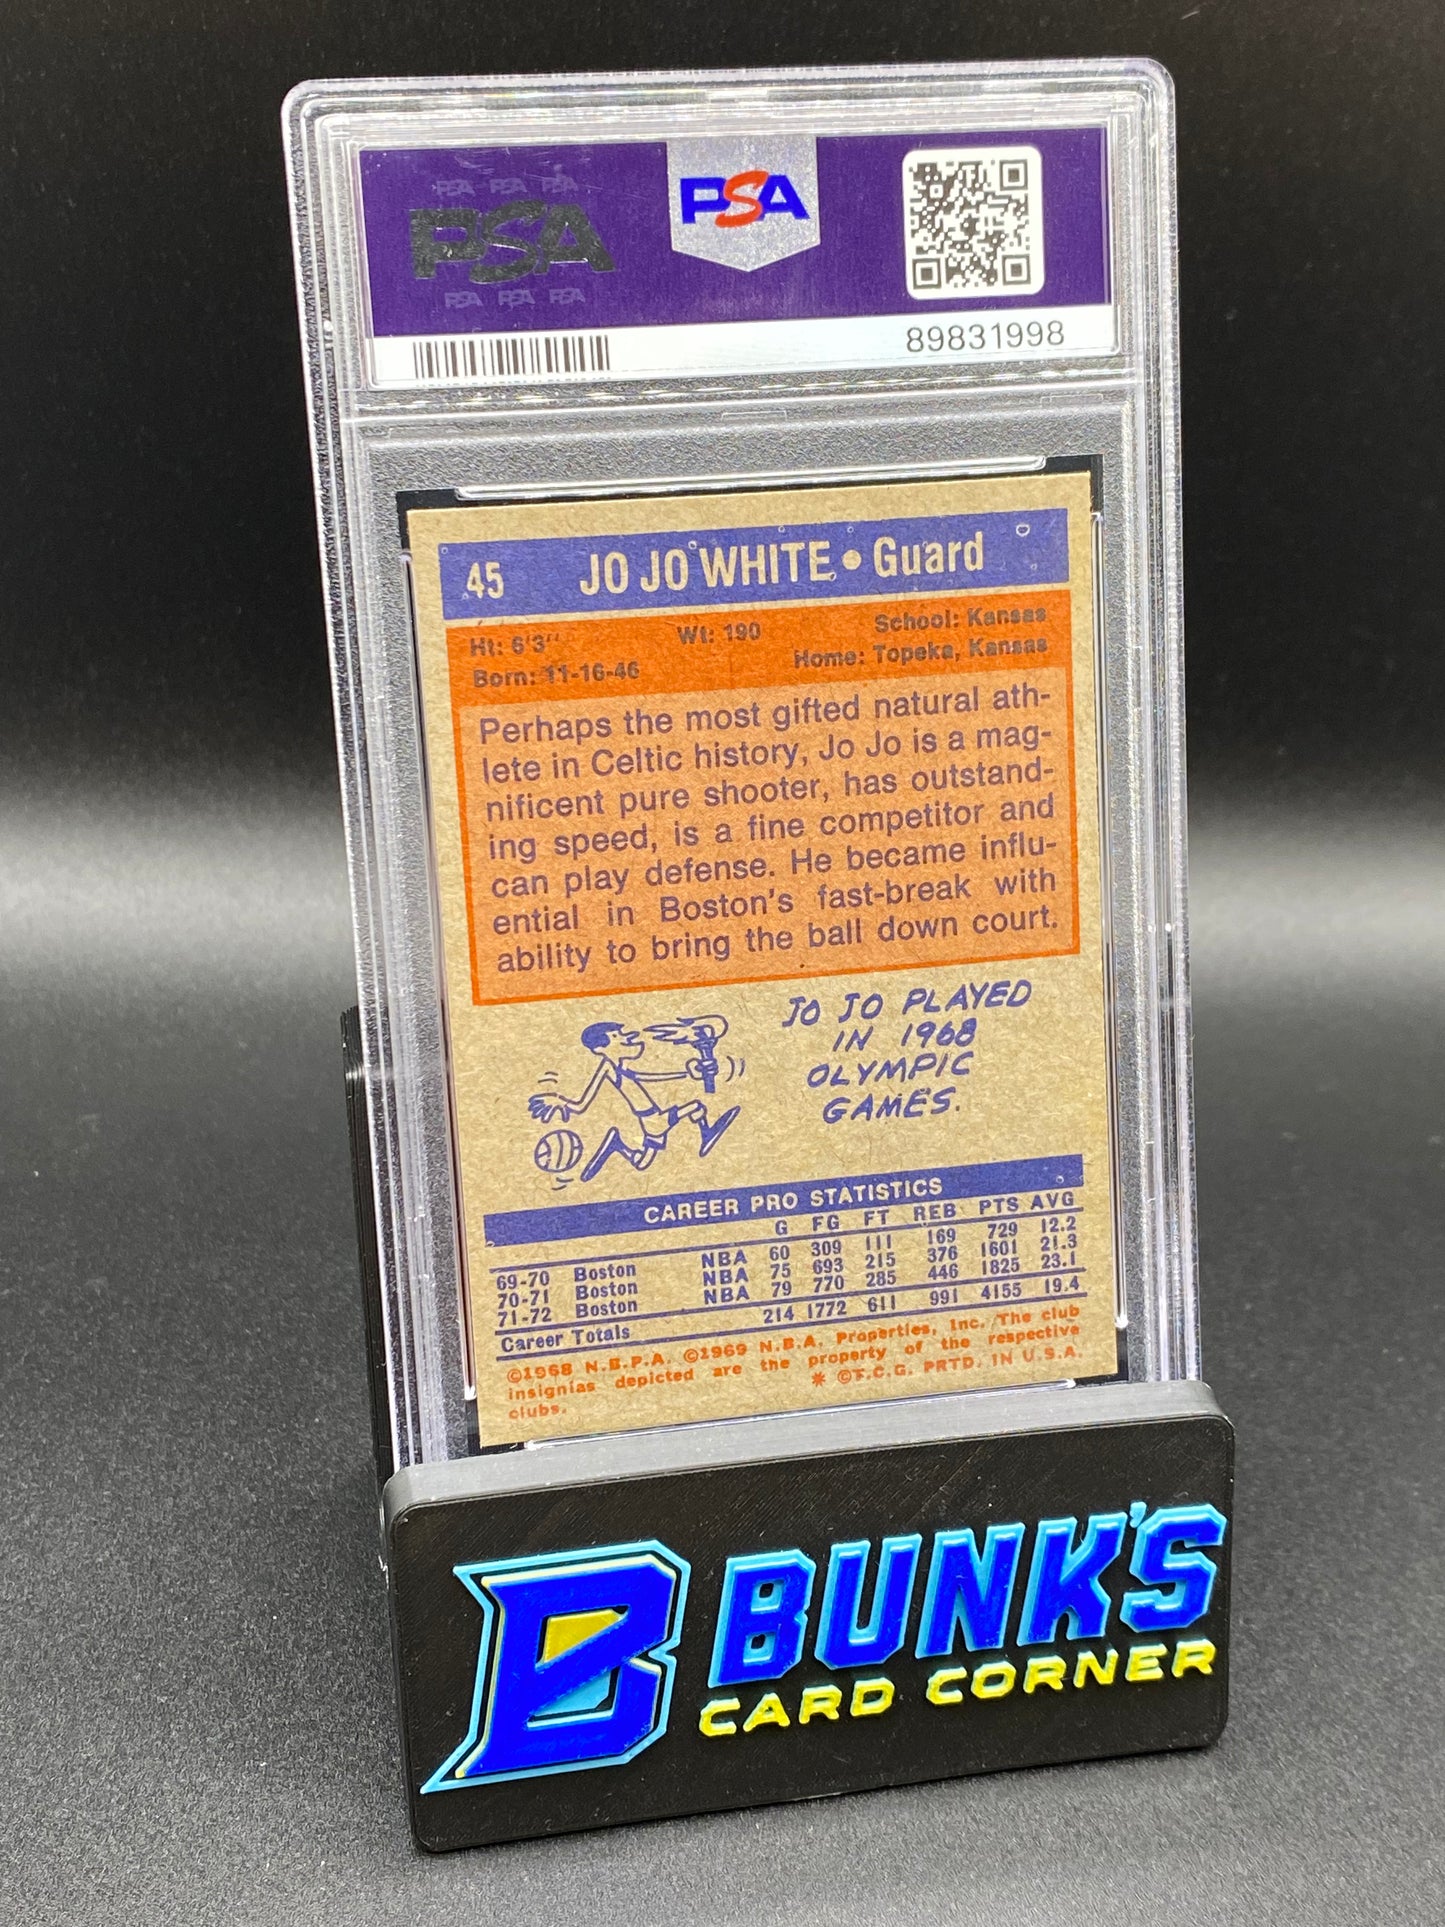 PSA PSA PSA
PSA
PSA PSA PSA
PSA
89831998
45 JO JO WHITE • Guard
Ht: 6'3" Wt: 190 School: Kansas
Born: 11-16-46 Home: Topeka, Kansas
Perhaps the most gifted natural ath-
lete in Celtic history, Jo Jo is a mag-
nificent pure shooter, has outstand-
ing speed, is a fine competitor and
can play defense. He became influ-
ential in Boston's fast-break with
ability to bring the ball down court.
JO JO PLAYED
IN 1968
OLYMPIC
GAMES.
CAREER PRO STATISTICS
G FG FT REB PTS AVG
69-70 Boston NBA 60 309 111 169 729 12.2
70-71 Boston NBA 75 693 215 376 1601 21.3
71-72 Boston NBA 79 770 285 446 1825 23.1
Career Totals 214 1772 611 991 4155 19.4
©1968 N.B.P.A. ©1969 N.B.A. Properties, Inc. The club
insignias depicted are the property of the respective
clubs. * ©T.C.G. PRTD. IN U.S.A.
B BUNK'S
CARD CORNER